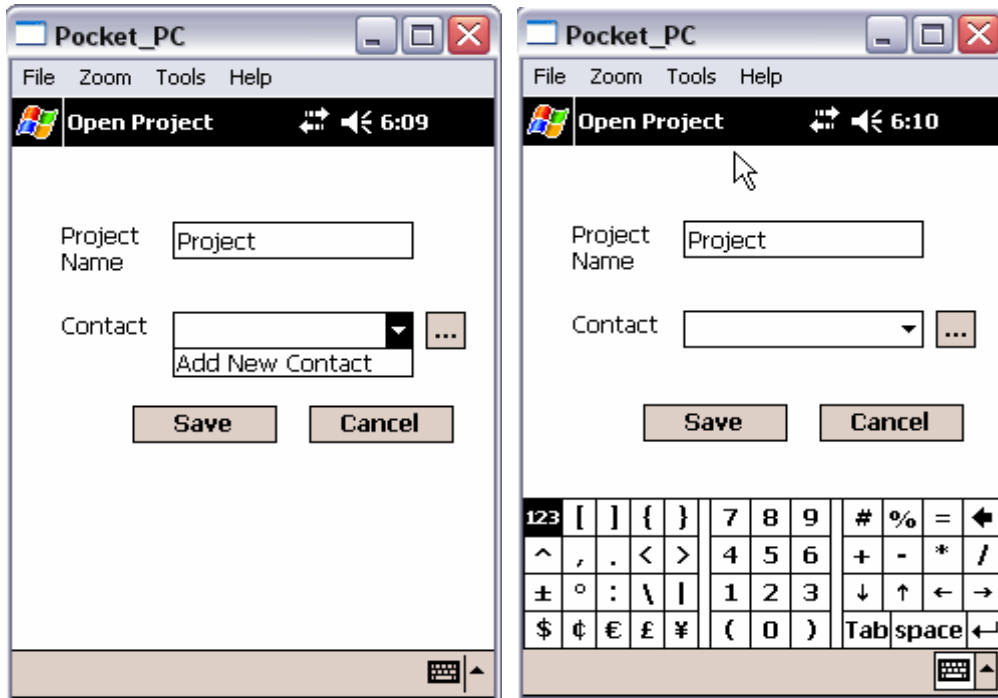 Pocket_PC
File Zoom Tools Help
Open Project 6:09
Project
Name
Project
Contact
...
Add New Contact
Save Cancel
Pocket_PC
File Zoom Tools Help
Open Project 6:10
Project
Name
Project
Contact
...
Save Cancel
123 [ ] { } 7 8 9 # % = ←
^ , . < > 4 5 6 + - * /
± ° : \ | 1 2 3 ↓ ↑ ← →
$ ¢ € £ ¥ ( 0 ) Tab space ↵